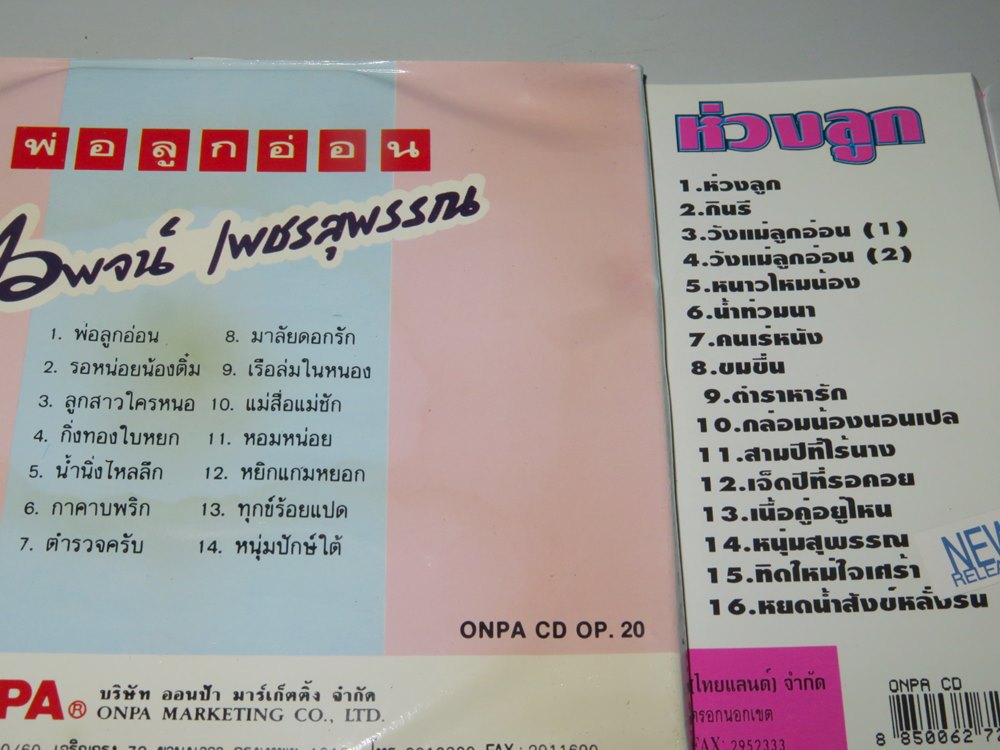 พ่อลูกอ่อน
ไวพจน์ เพชรสุพรรณ
1. พ่อลูกอ่อน
2. รอหน่อยน้องติ๋ม
3. ลูกสาวใครหนอ
4. กิ่งทองใบหยก
5. น้ำนิ่งไหลลึก
6. กาคาบพริก
7. ตำรวจครับ
8. มาลัยดอกรัก
9. เรือล่มในหนอง
10. แม่สื่อแม่ชัก
11. หอมหน่อย
12. หยิกแกมหยอก
13. ทุกข์ร้อยแปด
14. หนุ่มปักษ์ใต้
ONPA CD OP. 20
PA®
บริษัท ออนป้า มาร์เก็ตติ้ง จำกัด
ONPA MARKETING CO., LTD.
ห่วงลูก
1.ห่วงลูก
2.กินรี
3.วังแม่ลูกอ่อน (1)
4.วังแม่ลูกอ่อน (2)
5.หนาวไหมน้อง
6.น้ำท่วมนา
7.คนเร่หนัง
8.ขมขื่น
9.ตำราหารัก
10.กล่อมน้องนอนเปล
11.สามปีที่ไร้นาง
12.เจ็ดปีที่รอคอย
13.เนื้อคู่อยู่ไหน
14.หนุ่มสุพรรณ
15.ทิดใหม่ใจเศร้า
16.หยดน้ำสังข์หลั่งริน
NEW
RELEA
(ไทยแลนด์) จำกัด
ตรอกนอกเขต
FAX: 2952333
ONPA CD
8 850062 7